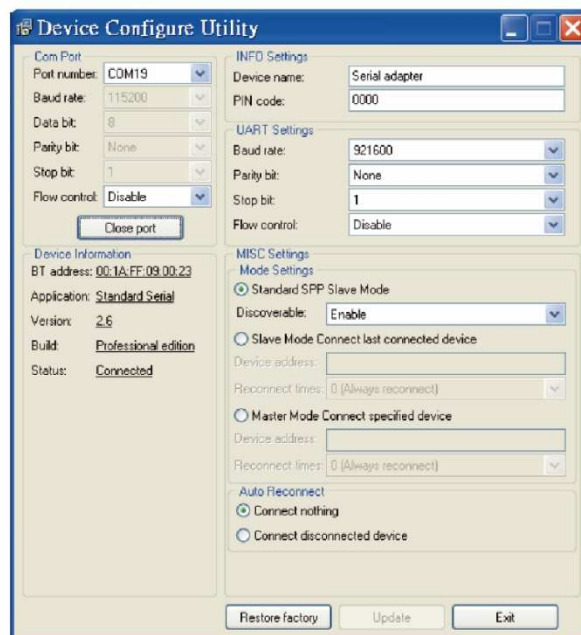 Device Configure Utility
Com Port
Port number: COM19
Baud rate: 115200
Data bit: 8
Parity bit: None
Stop bit: 1
Flow control: Disable
Close port
Device Information
BT address: 00:1A:FF:09:00:23
Application: Standard Serial
Version: 2.6
Build: Professional edition
Status: Connected
INFO Settings
Device name: Serial adapter
PIN code: 0000
UART Settings
Baud rate: 921600
Parity bit: None
Stop bit: 1
Flow control: Disable
MISC Settings
Mode Settings
Standard SPP Slave Mode
Discoverable: Enable
Slave Mode Connect last connected device
Device address:
Reconnect times: 0 (Always reconnect)
Master Mode Connect specified device
Device address:
Reconnect times: 0 (Always reconnect)
Auto Reconnect
Connect nothing
Connect disconnected device
Restore factory Update Exit